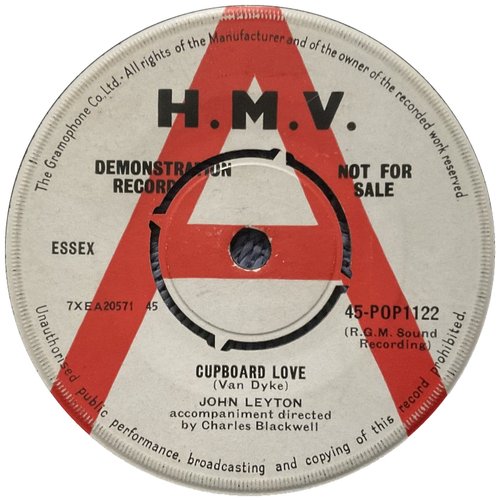 The Gramophone Co., Ltd.- All rights of the Manufacturer and of the owner of the recorded work reserved.
H.M.V.
DEMONSTRATION
RECORD
NOT FOR
SALE
ESSEX
7XEA20571 45
45-POP1122
(R.G.M. Sound
Recording)
CUPBOARD LOVE
(Van Dyke)
JOHN LEYTON
accompaniment directed
by Charles Blackwell
Unauthorised public performance, broadcasting and copying of this record prohibited.
A